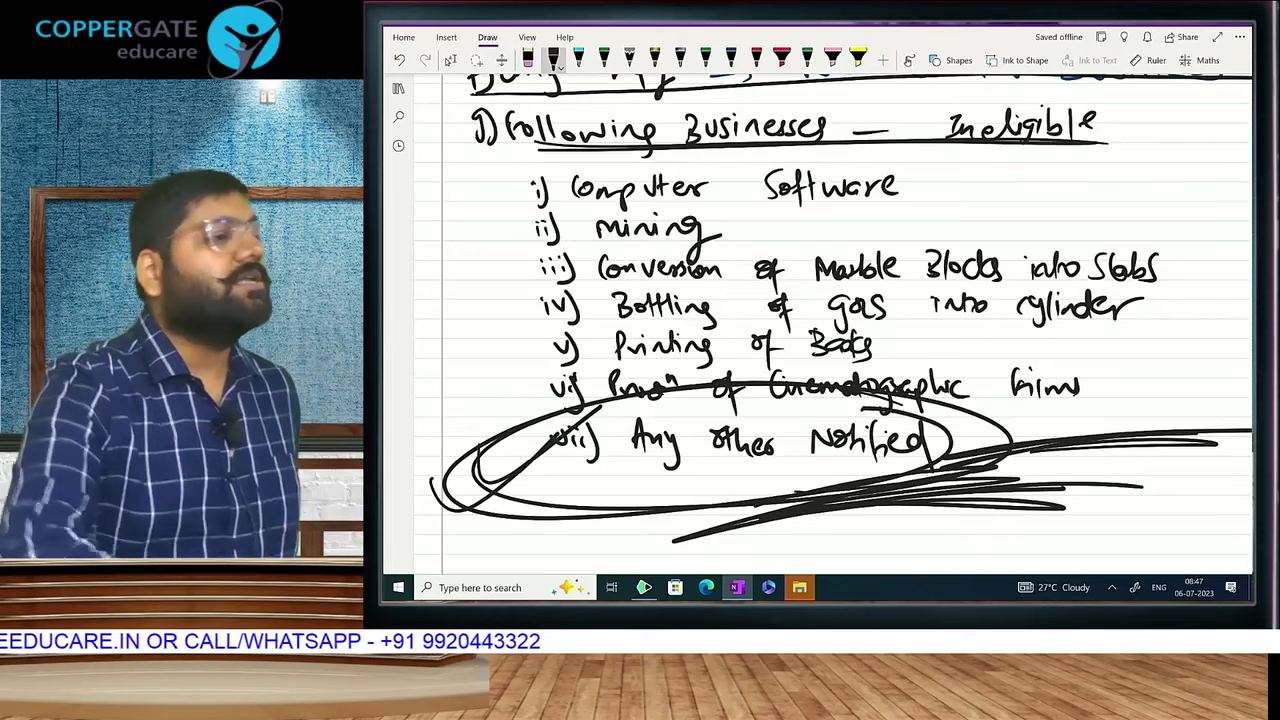 COPPERGATE
educare
Home Insert Draw View Help
Saved offline Share
Shapes Ink to Shape Ink to Text Ruler Maths
1) Following Businesses — Ineligible
i) Computer Software
ii) mining
iii) Conversion of Marble Blocks into Slabs
iv) Bottling of gas into cylinder
v) Printing of Books
vi) of Cinematographic Films
vii) Any other Notified
Type here to search
27°C Cloudy ENG 08:47
06-07-2023
EEDUCARE.IN OR CALL/WHATSAPP - +91 9920443322